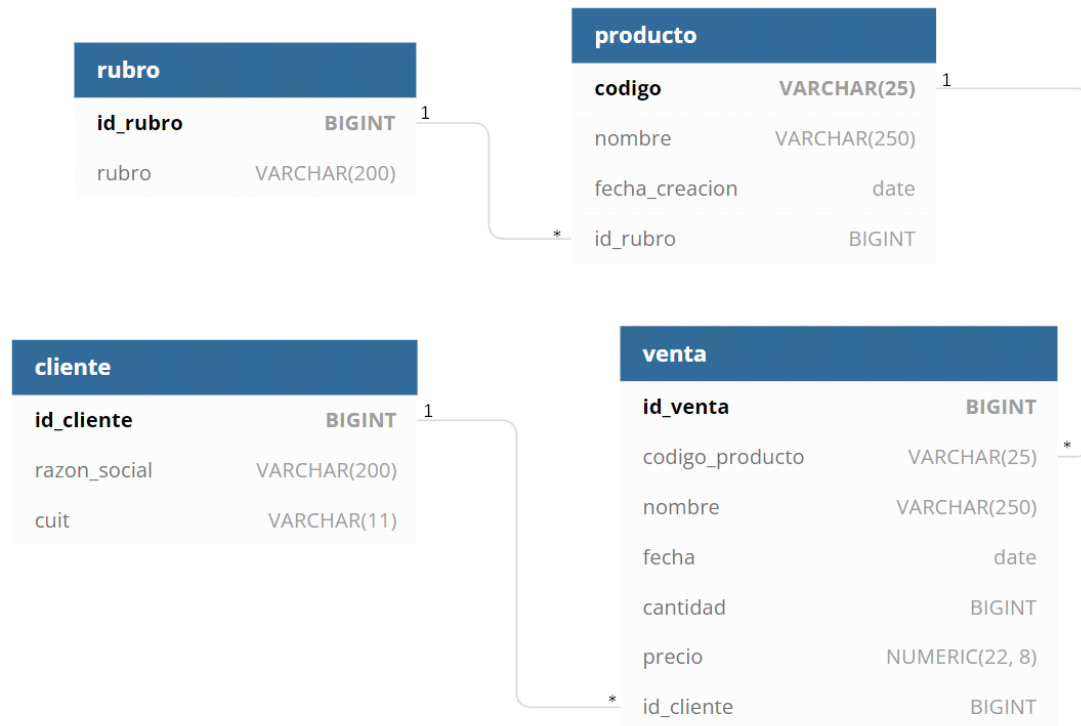 rubro
id_rubro BIGINT
rubro VARCHAR(200)
1
*
producto
codigo VARCHAR(25)
nombre VARCHAR(250)
fecha_creacion date
id_rubro BIGINT
1
cliente
id_cliente BIGINT
razon_social VARCHAR(200)
cuit VARCHAR(11)
1
*
venta
id_venta BIGINT
codigo_producto VARCHAR(25)
nombre VARCHAR(250)
fecha date
cantidad BIGINT
precio NUMERIC(22, 8)
id_cliente BIGINT
*